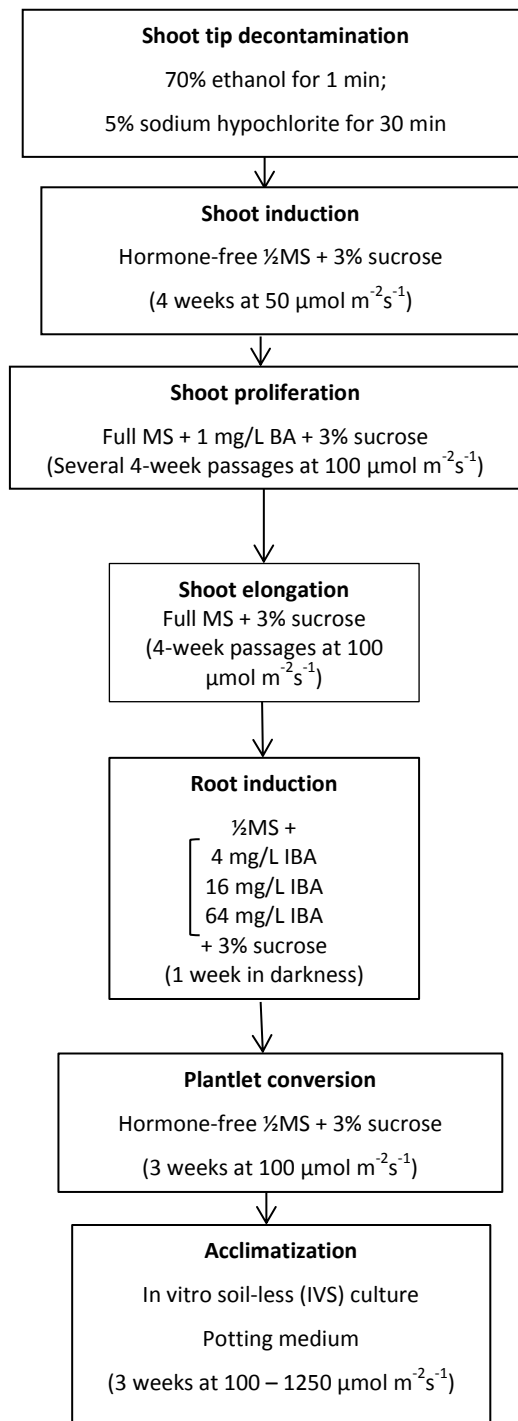 Shoot tip decontamination
70% ethanol for 1 min;
5% sodium hypochlorite for 30 min
Shoot induction
Hormone-free ½MS + 3% sucrose
(4 weeks at 50 µmol m⁻²s⁻¹)
Shoot proliferation
Full MS + 1 mg/L BA + 3% sucrose
(Several 4-week passages at 100 µmol m⁻²s⁻¹)
Shoot elongation
Full MS + 3% sucrose
(4-week passages at 100
µmol m⁻²s⁻¹)
Root induction
½MS +
4 mg/L IBA
16 mg/L IBA
64 mg/L IBA
+ 3% sucrose
(1 week in darkness)
Plantlet conversion
Hormone-free ½MS + 3% sucrose
(3 weeks at 100 µmol m⁻²s⁻¹)
Acclimatization
In vitro soil-less (IVS) culture
Potting medium
(3 weeks at 100 – 1250 µmol m⁻²s⁻¹)